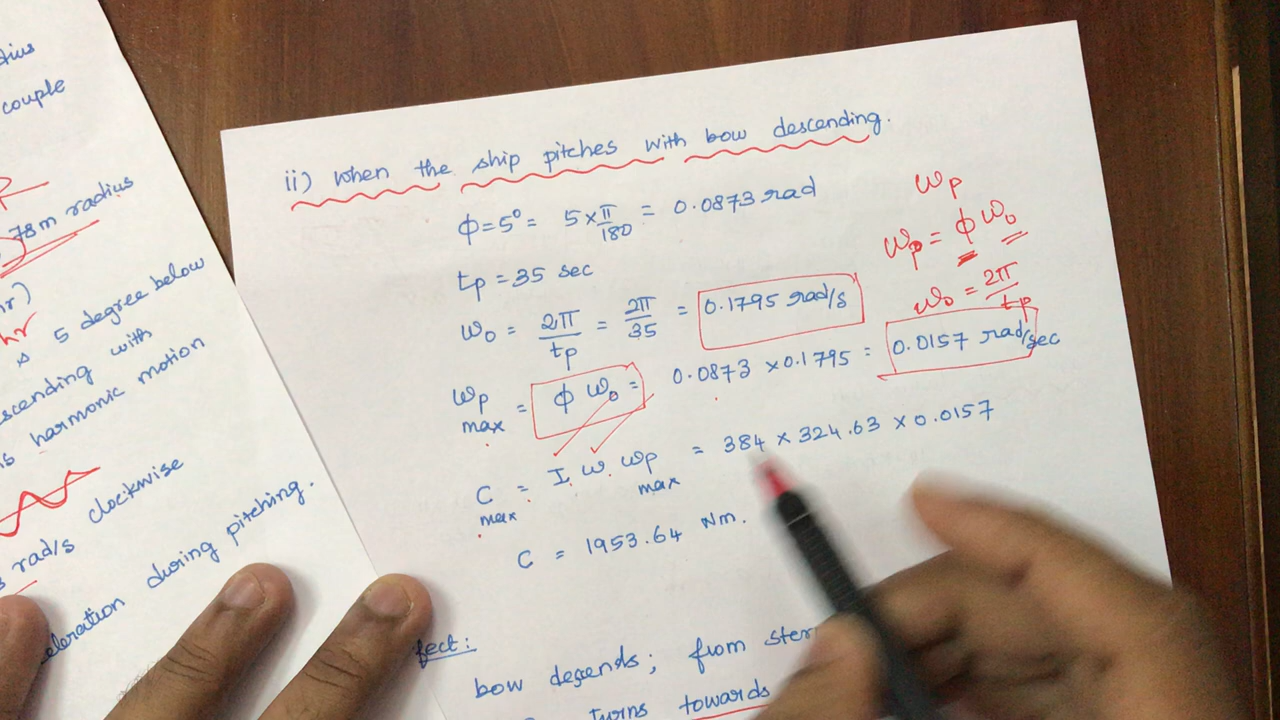 couple
78m radius
5 degree below
with
harmonic motion
clockwise
rad/s
during pitching.
ii) when the ship pitches with bow descending.
ϕ=5° = 5×π/180 = 0.0873 rad
tp = 35 sec
ω₀ = 2π/tp = 2π/35 = 0.1795 rad/s
ωp max = ϕ ω₀ = 0.0873 ×0.1795 = 0.0157 rad/sec
C max = I. ω. ωp max = 384 × 324.63 × 0.0157
C = 1953.64 Nm.
ωp
ωp = ϕ ω₀
ω₀ = 2π/tp
fect:
bow descends; from ster
turns towards